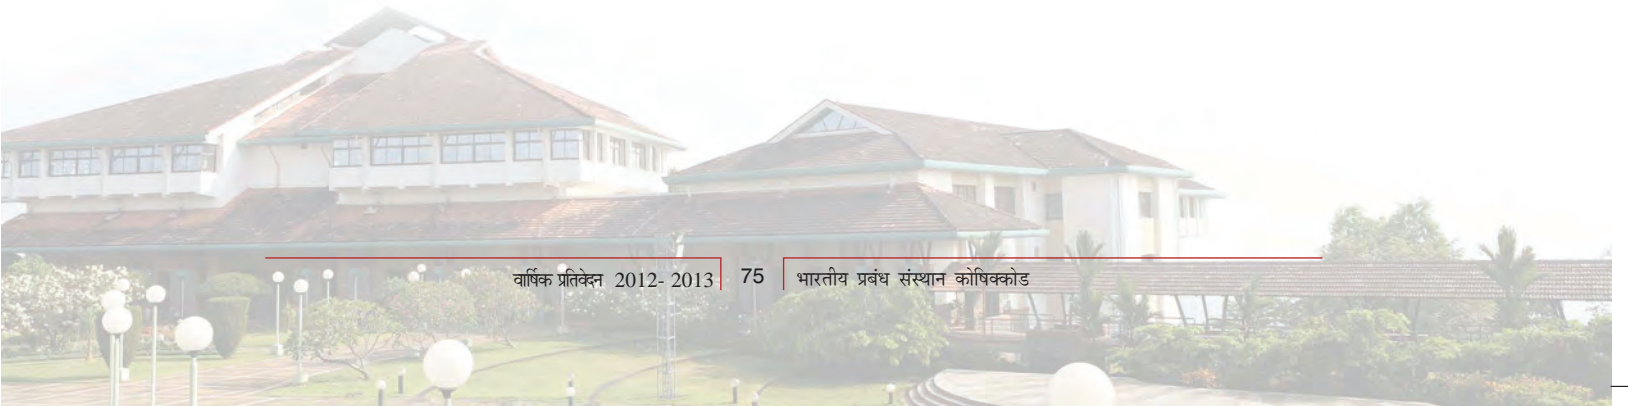 वार्षिक प्रतिवेदन 2012- 2013 75 भारतीय प्रबंध संस्थान कोषिक्कोड